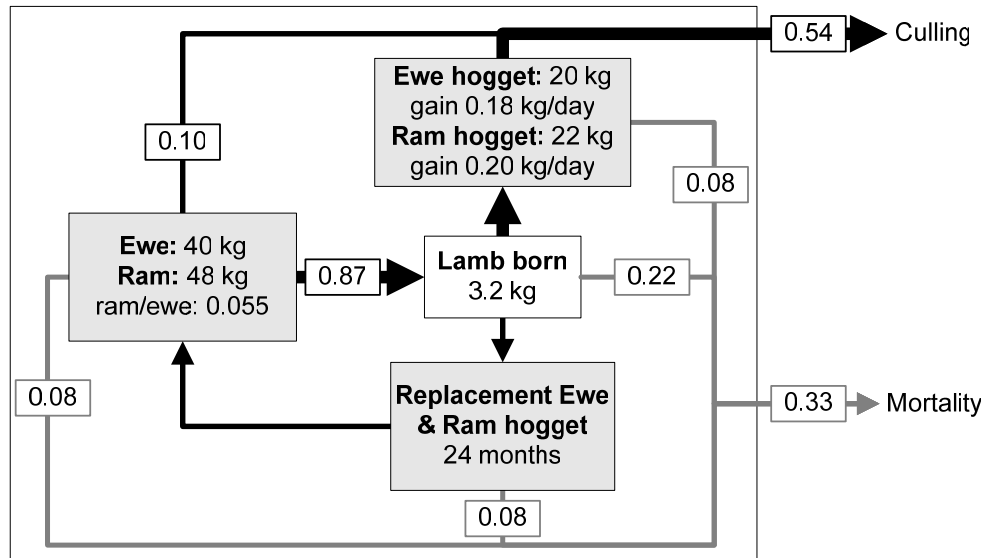 0.54
Culling
Ewe hogget: 20 kg
gain 0.18 kg/day
Ram hogget: 22 kg
gain 0.20 kg/day
0.10
0.08
Ewe: 40 kg
Ram: 48 kg
ram/ewe: 0.055
0.87
Lamb born
3.2 kg
0.22
0.08
Replacement Ewe
& Ram hogget
24 months
0.33
Mortality
0.08